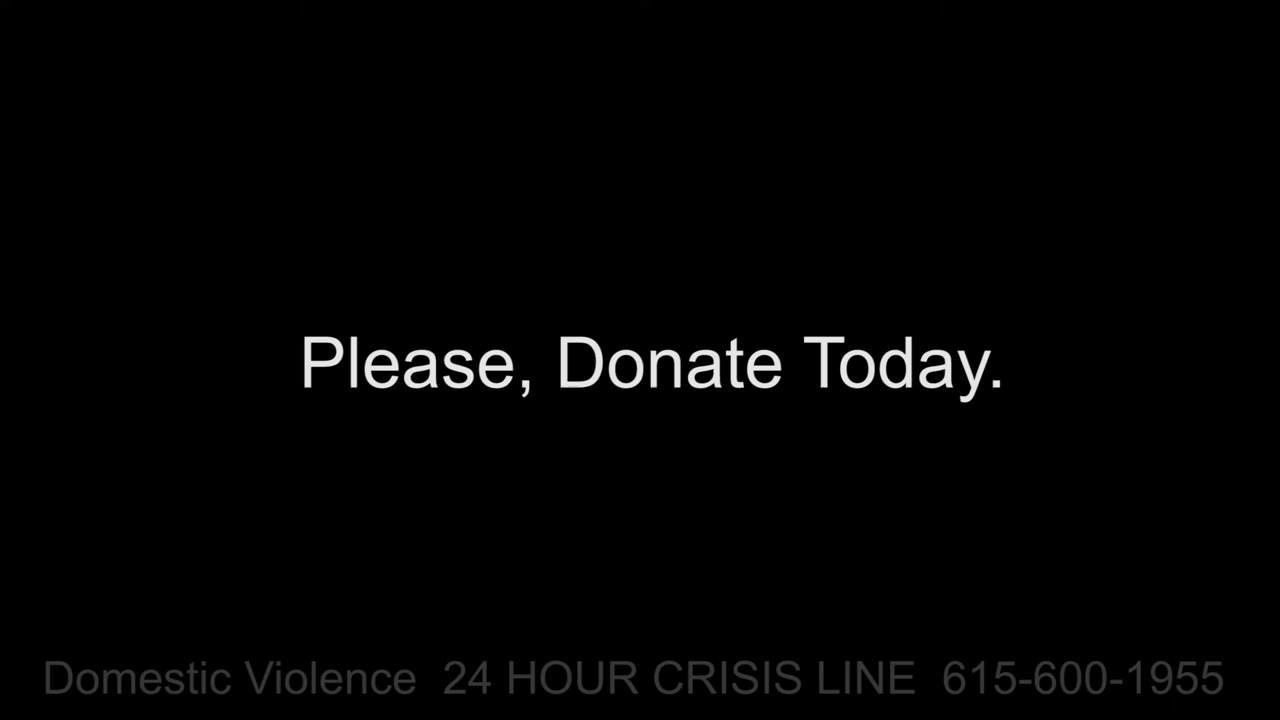 Please, Donate Today.
Domestic Violence 24 HOUR CRISIS LINE 615-600-1955